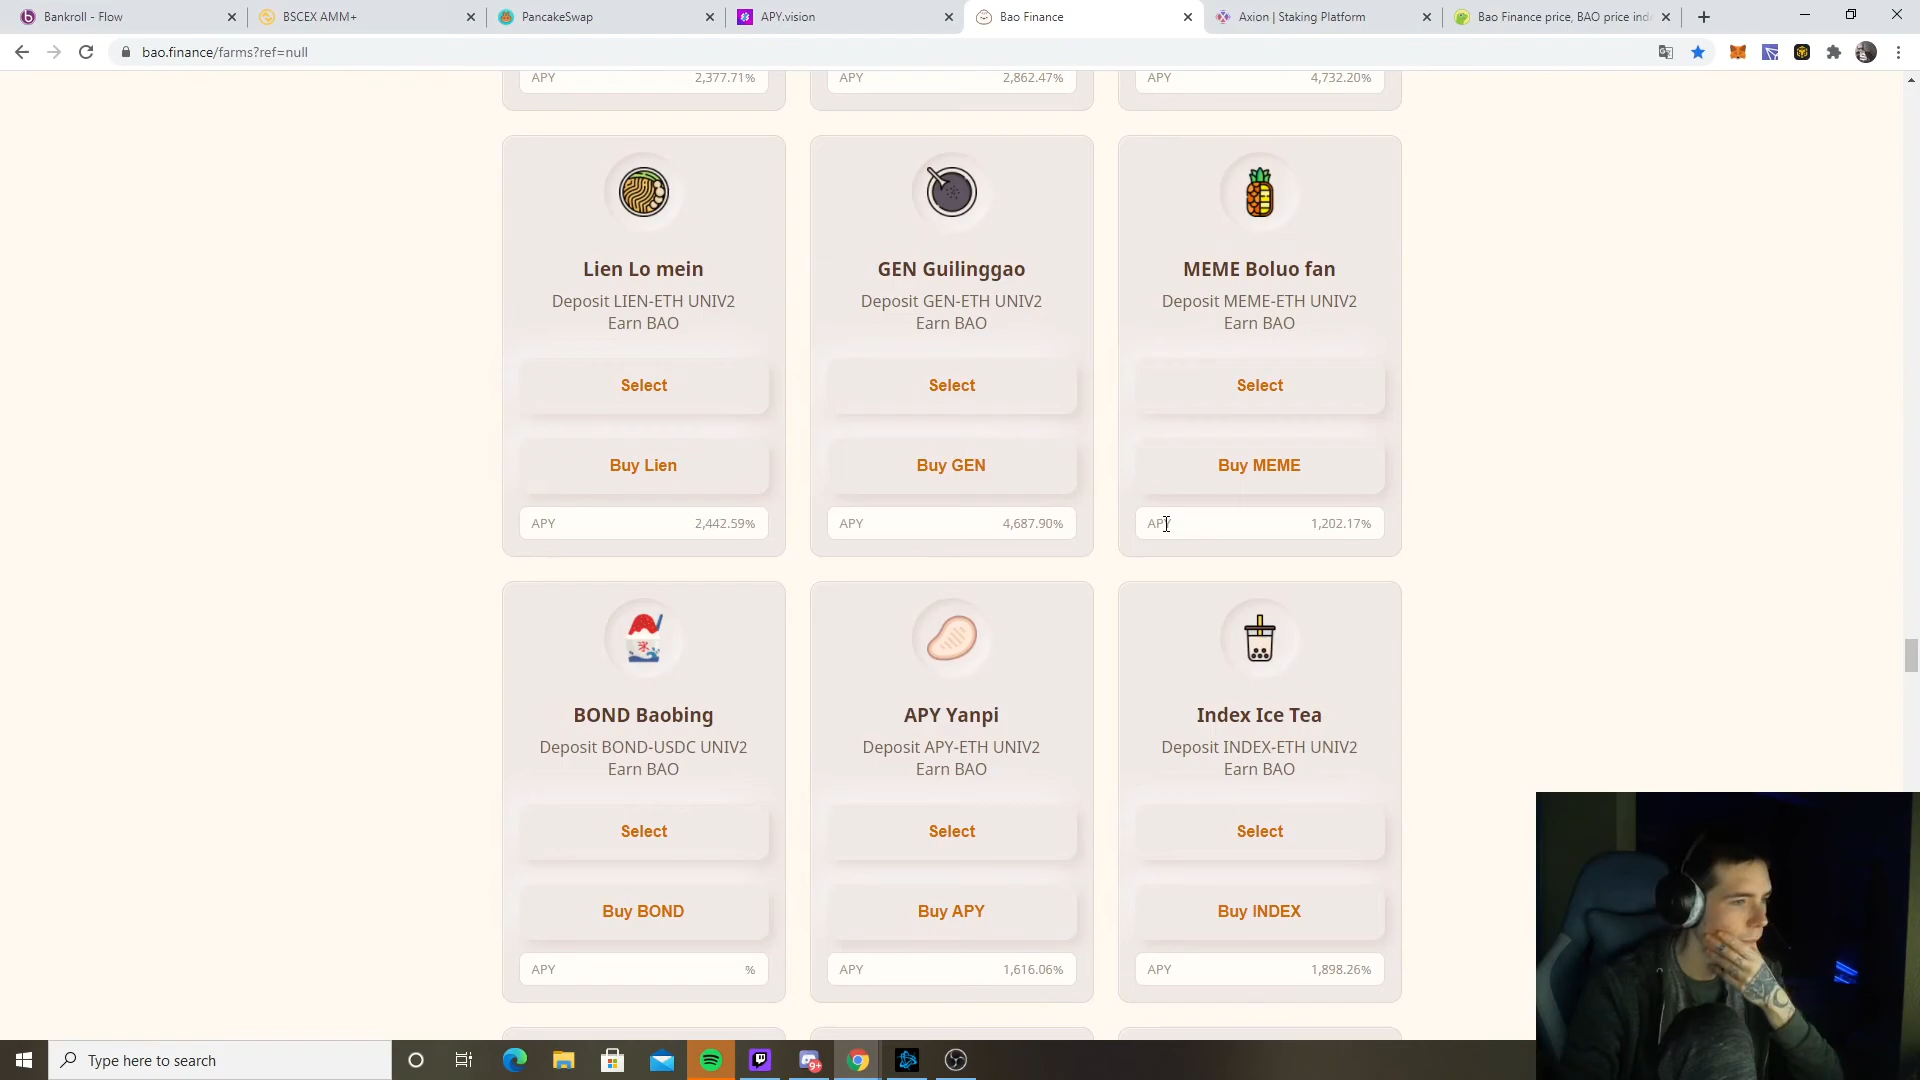 Bankroll - Flow
BSCEX AMM+
PancakeSwap
APY.vision
Bao Finance
Axion | Staking Platform
Bao Finance price, BAO price ind
bao.finance/farms?ref=null
APY 2,377.71%
APY 2,862.47%
APY 4,732.20%
Lien Lo mein
Deposit LIEN-ETH UNIV2
Earn BAO
Select
Buy Lien
APY 2,442.59%
GEN Guilinggao
Deposit GEN-ETH UNIV2
Earn BAO
Select
Buy GEN
APY 4,687.90%
MEME Boluo fan
Deposit MEME-ETH UNIV2
Earn BAO
Select
Buy MEME
APY 1,202.17%
BOND Baobing
Deposit BOND-USDC UNIV2
Earn BAO
Select
Buy BOND
APY %
APY Yanpi
Deposit APY-ETH UNIV2
Earn BAO
Select
Buy APY
APY 1,616.06%
Index Ice Tea
Deposit INDEX-ETH UNIV2
Earn BAO
Select
Buy INDEX
APY 1,898.26%
Type here to search
9+